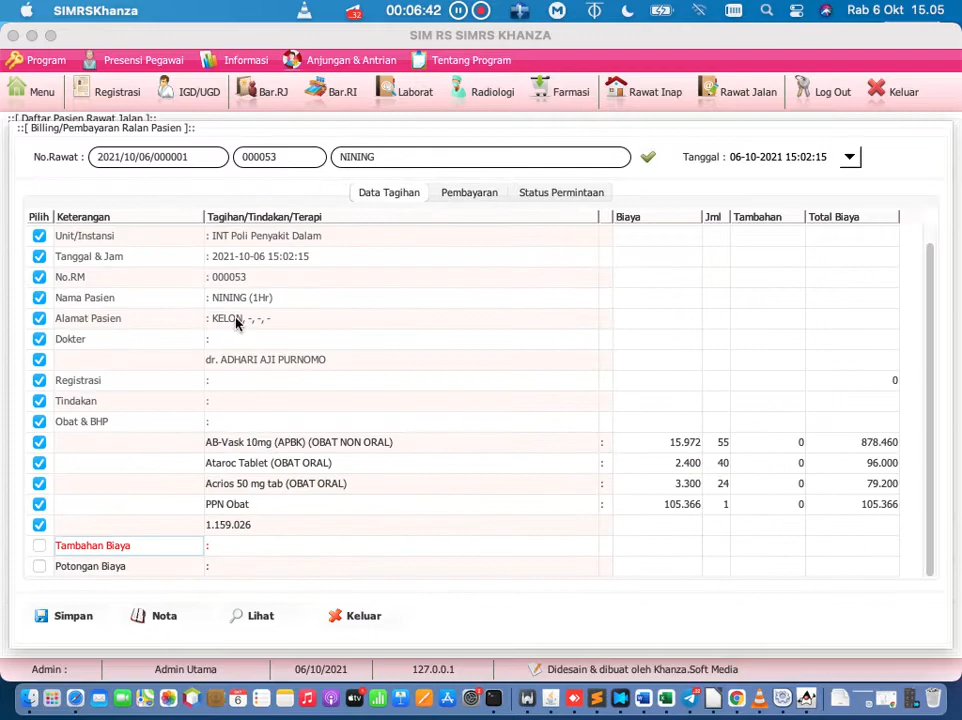 SIMRSKhanza
32
00:06:42
Rab 6 Okt 15.05
SIM RS SIMRS KHANZA
Program
Presensi Pegawai
Informasi
Anjungan & Antrian
Tentang Program
Menu
Registrasi
IGD/UGD
Bar.RJ
Bar.RI
Laborat
Radiologi
Farmasi
Rawat Inap
Rawat Jalan
Log Out
Keluar
::[ Daftar Pasien Rawat Jalan ]::
::[ Billing/Pembayaran Ralan Pasien ]::
No.Rawat : 2021/10/06/000001 000053 NINING Tanggal : 06-10-2021 15:02:15
Data Tagihan Pembayaran Status Permintaan
Pilih Keterangan Tagihan/Tindakan/Terapi Biaya Jml Tambahan Total Biaya
Unit/Instansi : INT Poli Penyakit Dalam
Tanggal & Jam : 2021-10-06 15:02:15
No.RM : 000053
Nama Pasien : NINING (1Hr)
Alamat Pasien : KELON, -, -, -
Dokter :
dr. ADHARI AJI PURNOMO
Registrasi : 0
Tindakan :
Obat & BHP :
AB-Vask 10mg (APBK) (OBAT NON ORAL) : 15.972 55 0 878.460
Ataroc Tablet (OBAT ORAL) : 2.400 40 0 96.000
Acrios 50 mg tab (OBAT ORAL) : 3.300 24 0 79.200
PPN Obat : 105.366 1 0 105.366
1.159.026
Tambahan Biaya :
Potongan Biaya :
Simpan Nota Lihat Keluar
Admin : Admin Utama 06/10/2021 127.0.0.1 Didesain & dibuat oleh Khanza.Soft Media